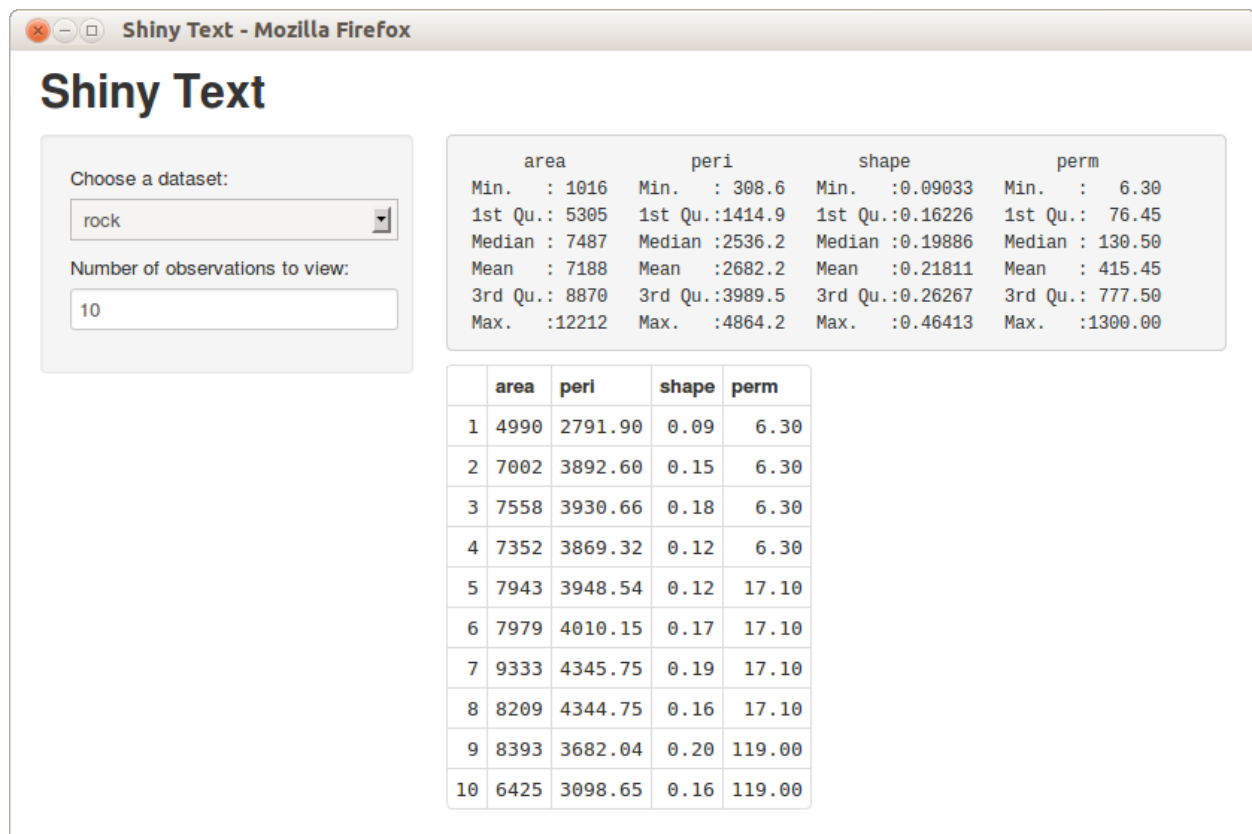 Shiny Text - Mozilla Firefox
Shiny Text
Choose a dataset:
rock
Number of observations to view:
10
area peri shape perm
Min. : 1016 Min. : 308.6 Min. :0.09033 Min. : 6.30
1st Qu.: 5305 1st Qu.:1414.9 1st Qu.:0.16226 1st Qu.: 76.45
Median : 7487 Median :2536.2 Median :0.19886 Median : 130.50
Mean : 7188 Mean :2682.2 Mean :0.21811 Mean : 415.45
3rd Qu.: 8870 3rd Qu.:3989.5 3rd Qu.:0.26267 3rd Qu.: 777.50
Max. :12212 Max. :4864.2 Max. :0.46413 Max. :1300.00
area peri shape perm
1 4990 2791.90 0.09 6.30
2 7002 3892.60 0.15 6.30
3 7558 3930.66 0.18 6.30
4 7352 3869.32 0.12 6.30
5 7943 3948.54 0.12 17.10
6 7979 4010.15 0.17 17.10
7 9333 4345.75 0.19 17.10
8 8209 4344.75 0.16 17.10
9 8393 3682.04 0.20 119.00
10 6425 3098.65 0.16 119.00